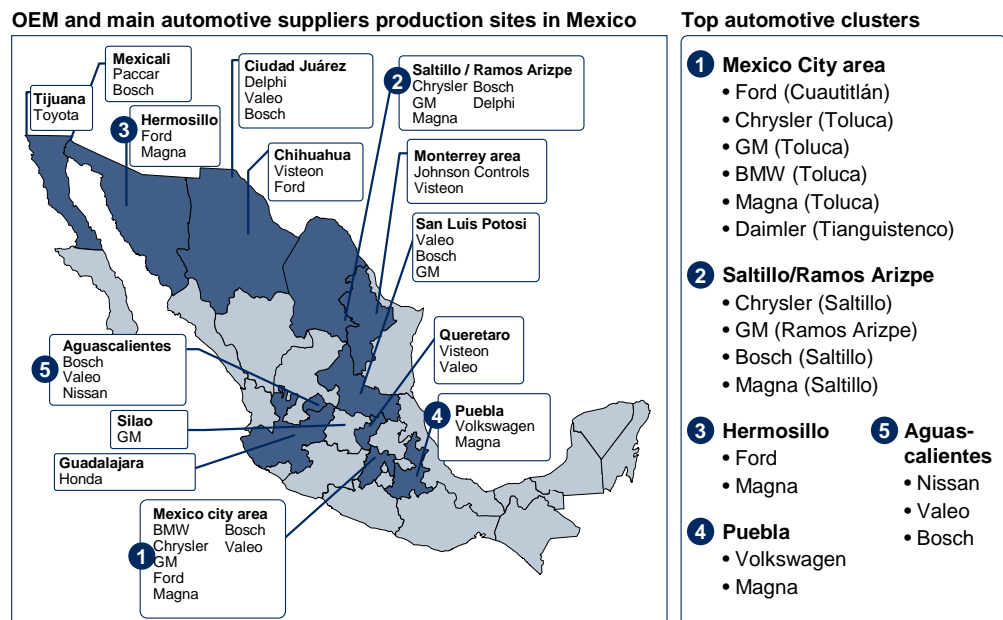 OEM and main automotive suppliers production sites in Mexico
Mexicali
Paccar
Bosch
Tijuana
Toyota
3
Hermosillo
Ford
Magna
Ciudad Juárez
Delphi
Valeo
Bosch
Chihuahua
Visteon
Ford
2
Saltillo / Ramos Arizpe
Chrysler Bosch
GM Delphi
Magna
Monterrey area
Johnson Controls
Visteon
San Luis Potosi
Valeo
Bosch
GM
Queretaro
Visteon
Valeo
5
Aguascalientes
Bosch
Valeo
Nissan
Silao
GM
Guadalajara
Honda
4
Puebla
Volkswagen
Magna
1
Mexico city area
BMW Bosch
Chrysler Valeo
GM
Ford
Magna
Top automotive clusters
1 Mexico City area
• Ford (Cuautitlán)
• Chrysler (Toluca)
• GM (Toluca)
• BMW (Toluca)
• Magna (Toluca)
• Daimler (Tianguistenco)
2 Saltillo/Ramos Arizpe
• Chrysler (Saltillo)
• GM (Ramos Arizpe)
• Bosch (Saltillo)
• Magna (Saltillo)
3 Hermosillo
• Ford
• Magna
4 Puebla
• Volkswagen
• Magna
5 Aguas-
calientes
• Nissan
• Valeo
• Bosch